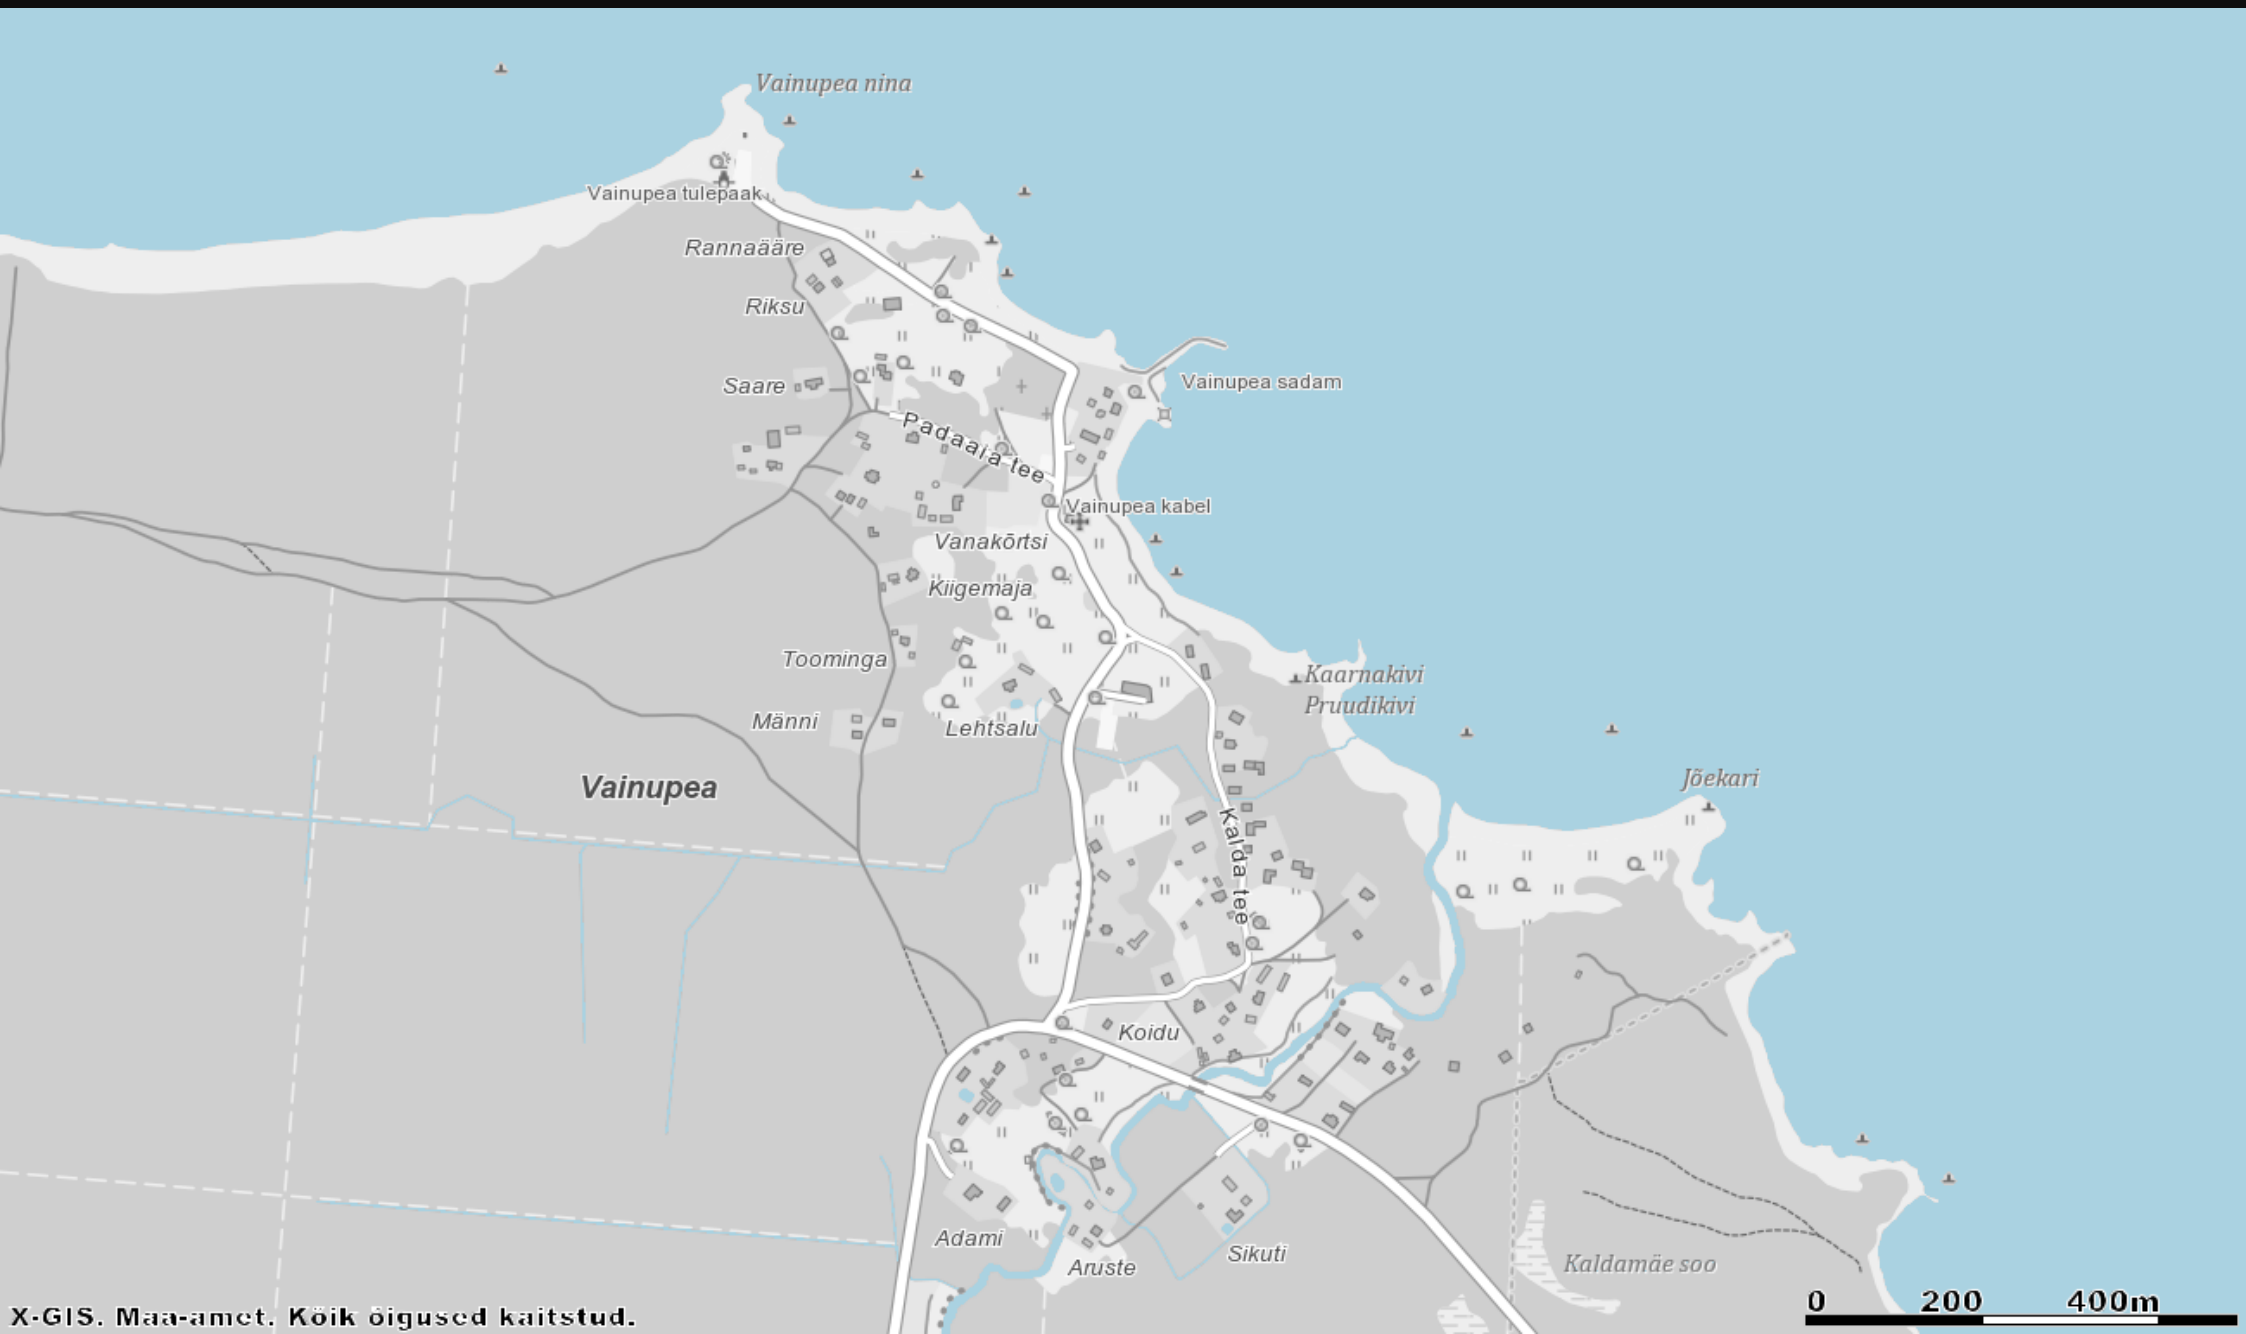 Vainupea nina
Vainupea tulepaak
Rannaääre
Riksu
Saare
Vainupea sadam
Padaaia tee
Vainupea kabel
Vanakõrtsi
Kiigemaja
Toominga
Kaarnakivi
Pruudikivi
Männi
Lehtsalu
Vainupea
Jõekari
Kalda tee
Koidu
Adami
Aruste
Sikuti
Kaldamäe soo
0 200 400m
X-GIS. Maa-amet. Kõik õigused kaitstud.